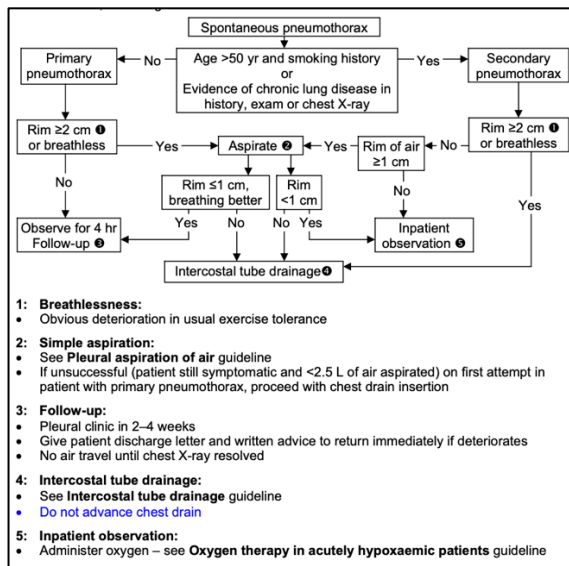 Spontaneous pneumothorax
Primary
pneumothorax
No
Age >50 yr and smoking history
or
Evidence of chronic lung disease in
history, exam or chest X-ray
Yes
Secondary
pneumothorax
Rim ≥2 cm ❶
or breathless
Yes
Aspirate ❷
Yes
Rim of air
≥1 cm
No
Rim ≥2 cm ❶
or breathless
No
Rim ≤1 cm,
breathing better
Rim
<1 cm
No
Yes
Observe for 4 hr
Follow-up ❸
Yes
No
No
Yes
Inpatient
observation ❺
Intercostal tube drainage ❹
1: Breathlessness:
• Obvious deterioration in usual exercise tolerance
2: Simple aspiration:
• See Pleural aspiration of air guideline
• If unsuccessful (patient still symptomatic and <2.5 L of air aspirated) on first attempt in
patient with primary pneumothorax, proceed with chest drain insertion
3: Follow-up:
• Pleural clinic in 2–4 weeks
• Give patient discharge letter and written advice to return immediately if deteriorates
• No air travel until chest X-ray resolved
4: Intercostal tube drainage:
• See Intercostal tube drainage guideline
• Do not advance chest drain
5: Inpatient observation:
• Administer oxygen – see Oxygen therapy in acutely hypoxaemic patients guideline